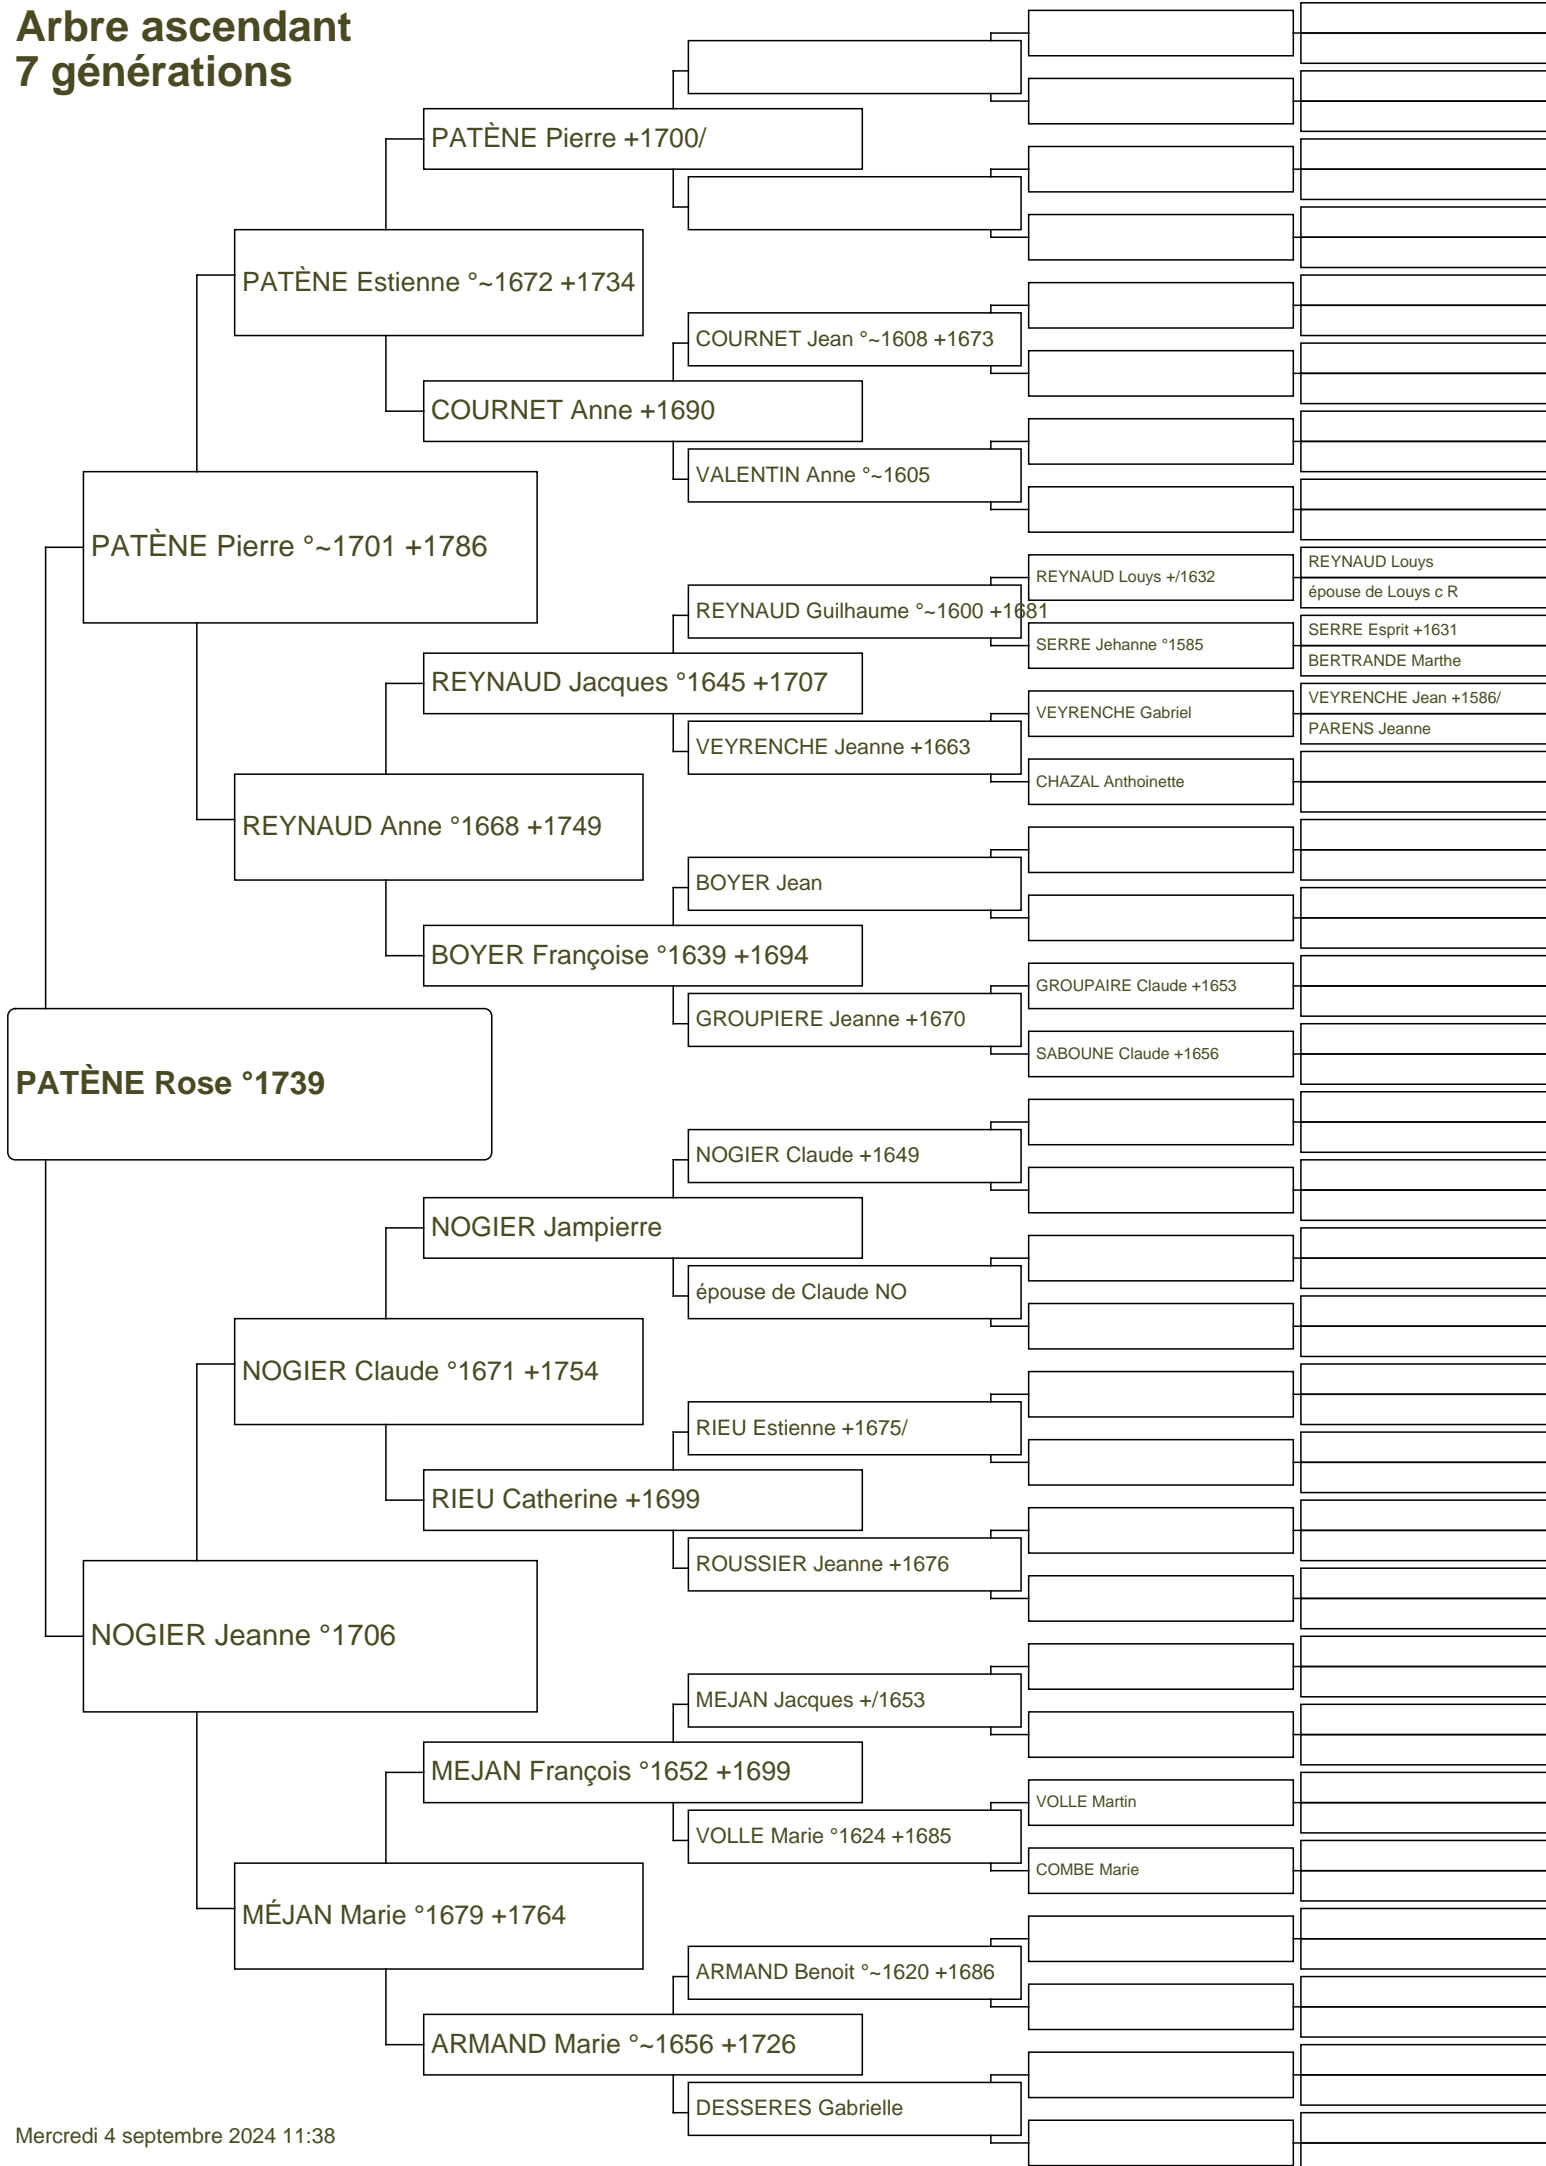 Arbre ascendant
7 générations
PATÈNE Pierre +1700/
PATÈNE Estienne °~1672 +1734
COURNET Jean °~1608 +1673
COURNET Anne +1690
VALENTIN Anne °~1605
PATÈNE Pierre °~1701 +1786
REYNAUD Louys
REYNAUD Louys +/1632
épouse de Louys c R
REYNAUD Guilhaume °~1600 +1681
SERRE Esprit +1631
SERRE Jehanne °1585
BERTRANDE Marthe
REYNAUD Jacques °1645 +1707
VEYRENCHE Jean +1586/
VEYRENCHE Gabriel
PARENS Jeanne
VEYRENCHE Jeanne +1663
CHAZAL Anthoinette
REYNAUD Anne °1668 +1749
BOYER Jean
BOYER Françoise °1639 +1694
GROUPAIRE Claude +1653
GROUPIERE Jeanne +1670
SABOUNE Claude +1656
PATÈNE Rose °1739
NOGIER Claude +1649
NOGIER Jampierre
épouse de Claude NO
NOGIER Claude °1671 +1754
RIEU Estienne +1675/
RIEU Catherine +1699
ROUSSIER Jeanne +1676
NOGIER Jeanne °1706
MEJAN Jacques +/1653
MEJAN François °1652 +1699
VOLLE Martin
VOLLE Marie °1624 +1685
COMBE Marie
MÉJAN Marie °1679 +1764
ARMAND Benoit °~1620 +1686
ARMAND Marie °~1656 +1726
DESSERES Gabrielle
Mercredi 4 septembre 2024 11:38